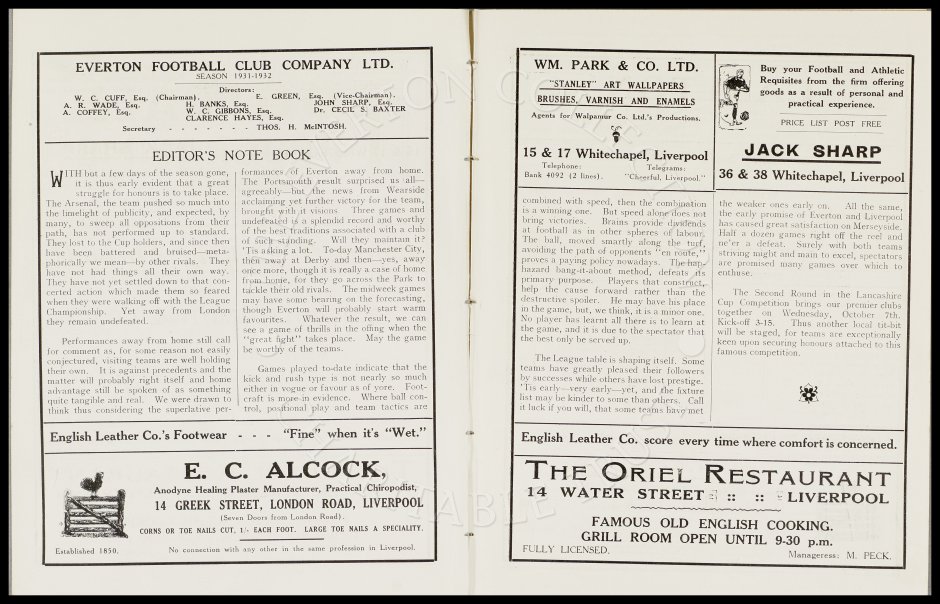 EVERTON FOOTBALL CLUB COMPANY LTD.
SEASON 1931-1932
Directors:
W. C. CUFF, Esq. (Chairman). E. GREEN, Esq. (Vice-Chairman).
A. R. WADE, Esq. H. BANKS, Esq. JOHN SHARP, Esq.
A. COFFEY, Esq. W. C. GIBBONS, Esq. Dr. CECIL S. BAXTER
CLARENCE HAYES, Esq.
Secretary - - - - - - - THOS. H. McINTOSH.
EDITOR'S NOTE BOOK
WITH but a few days of the season gone,
it is thus early evident that a great
struggle for honours is to take place.
The Arsenal, the team pushed so much into
the limelight of publicity, and expected, by
many, to sweep all oppositions from their
path, has not performed up to standard.
They lost to the Cup holders, and since then
have been battered and bruised—meta-
phorically we mean—by other rivals. They
have not had things all their own way.
They have not yet settled down to that con-
certed action which made them so feared
when they were walking off with the League
Championship. Yet away from London
they remain undefeated.
Performances away from home still call
for comment as, for some reason not easily
conjectured, visiting teams are well holding
their own. It is against precedents and the
matter will probably right itself and home
advantage still be spoken of as something
quite tangible and real. We were drawn to
think thus considering the superlative per-
formances of Everton away from home.
The Portsmouth result surprised us all—
agreeably—but the news from Wearside
acclaiming yet further victory for the team,
brought with it visions. Three games and
undefeated is a splendid record and worthy
of the best traditions associated with a club
of such standing. Will they maintain it?
'Tis asking a lot. To-day Manchester City,
then away at Derby and then—yes, away
once more, though it is really a case of home
from home, for they go across the Park to
tackle their old rivals. The midweek games
may have some bearing on the forecasting,
though Everton will probably start warm
favourites. Whatever the result, we can
see a game of thrills in the offing when the
"great fight" takes place. May the game
be worthy of the teams.
Games played to-date indicate that the
kick and rush type is not nearly so much
either in vogue or favour as of yore. Foot-
craft is more in evidence. Where ball con-
trol, positional play and team tactics are
English Leather Co.'s Footwear - - - "Fine" when it's "Wet."
E. C. ALCOCK,
Anodyne Healing Plaster Manufacturer, Practical Chiropodist,
14 GREEK STREET, LONDON ROAD, LIVERPOOL
(Seven Doors from London Road).
CORNS OR TOE NAILS CUT, 1/- EACH FOOT. LARGE TOE NAILS A SPECIALITY.
Established 1850. No connection with any other in the same profession in Liverpool.
WM. PARK & CO. LTD.
"STANLEY" ART WALLPAPERS
BRUSHES, VARNISH AND ENAMELS
Agents for Walpamur Co. Ltd.'s Productions.
15 & 17 Whitechapel, Liverpool
Telephone: Telegrams:
Bank 4092 (2 lines). "Cheerful, Liverpool."
Buy your Football and Athletic
Requisites from the firm offering
goods as a result of personal and
practical experience.
PRICE LIST POST FREE
JACK SHARP
36 & 38 Whitechapel, Liverpool
combined with speed, then the combination
is a winning one. But speed alone does not
bring victories. Brains provide dividends
at football as in other spheres of labour.
The ball, moved smartly along the turf,
avoiding the path of opponents "en route,"
proves a paying policy nowadays. The hap-
hazard bang-it-about method, defeats its
primary purpose. Players that construct,
help the cause forward rather than the
destructive spoiler. He may have his place
in the game, but, we think, it is a minor one.
No player has learnt all there is to learn at
the game, and it is due to the spectator that
the best only be served up.
The League table is shaping itself. Some
teams have greatly pleased their followers
by successes while others have lost prestige.
'Tis early—very early—yet, and the fixture
list may be kinder to some than others. Call
it luck if you will, that some teams have met
the weaker ones early on. All the same,
the early promise of Everton and Liverpool
has caused great satisfaction on Merseyside.
Half a dozen games right off the reel and
ne'er a defeat. Surely with both teams
striving might and main to excel, spectators
are promised many games over which to
enthuse.
The Second Round in the Lancashire
Cup Competition brings our premier clubs
together on Wednesday, October 7th.
Kick-off 3-15. Thus another local tit-bit
will be staged, for teams are exceptionally
keen upon securing honours attached to this
famous competition.
English Leather Co. score every time where comfort is concerned.
THE ORIEL RESTAURANT
14 WATER STREET :: :: :: LIVERPOOL
FAMOUS OLD ENGLISH COOKING.
GRILL ROOM OPEN UNTIL 9-30 p.m.
FULLY LICENSED. Manageress: M. PECK.